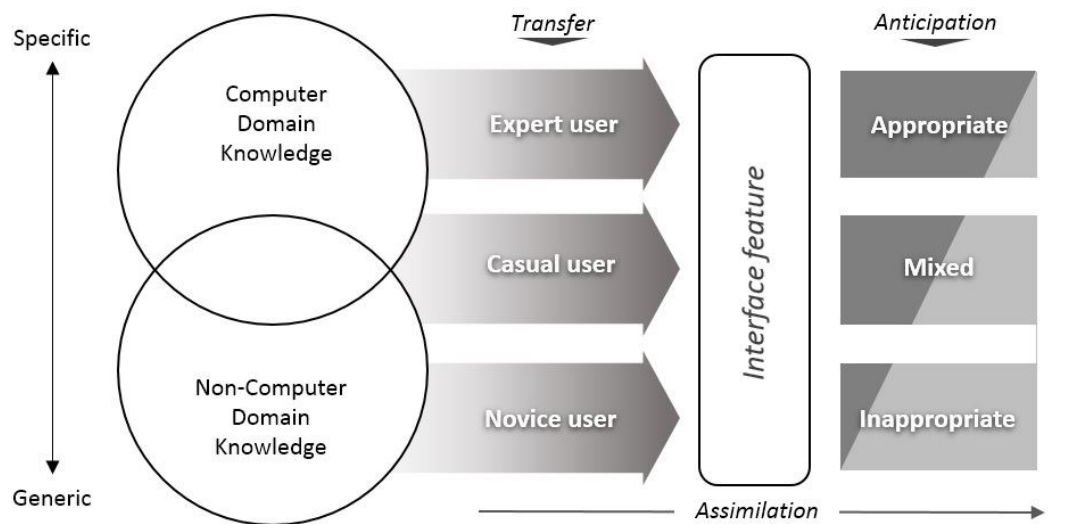 Specific
Generic
Computer
Domain
Knowledge
Non-Computer
Domain
Knowledge
Transfer
Expert user
Casual user
Novice user
Interface feature
Anticipation
Appropriate
Mixed
Inappropriate
Assimilation